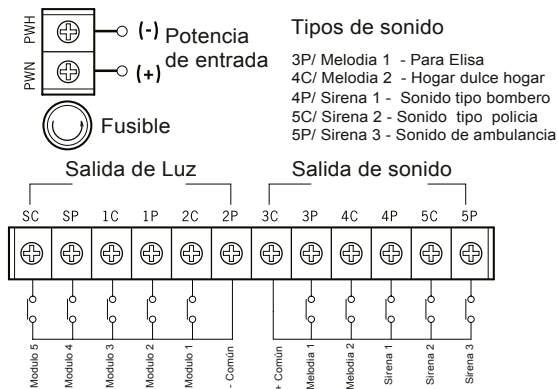 PWH
(-) Potencia
de entrada
PWN
(+)
Fusible
Tipos de sonido
3P/ Melodia 1 - Para Elisa
4C/ Melodia 2 - Hogar dulce hogar
4P/ Sirena 1 - Sonido tipo bombero
5C/ Sirena 2 - Sonido tipo policia
5P/ Sirena 3 - Sonido de ambulancia
Salida de Luz
Salida de sonido
SC SP 1C 1P 2C 2P 3C 3P 4C 4P 5C 5P
Modulo 5
Modulo 4
Modulo 3
Modulo 2
Modulo 1
- Común
+ Común
Melodia 1
Melodia 2
Sirena 1
Sirena 2
Sirena 3